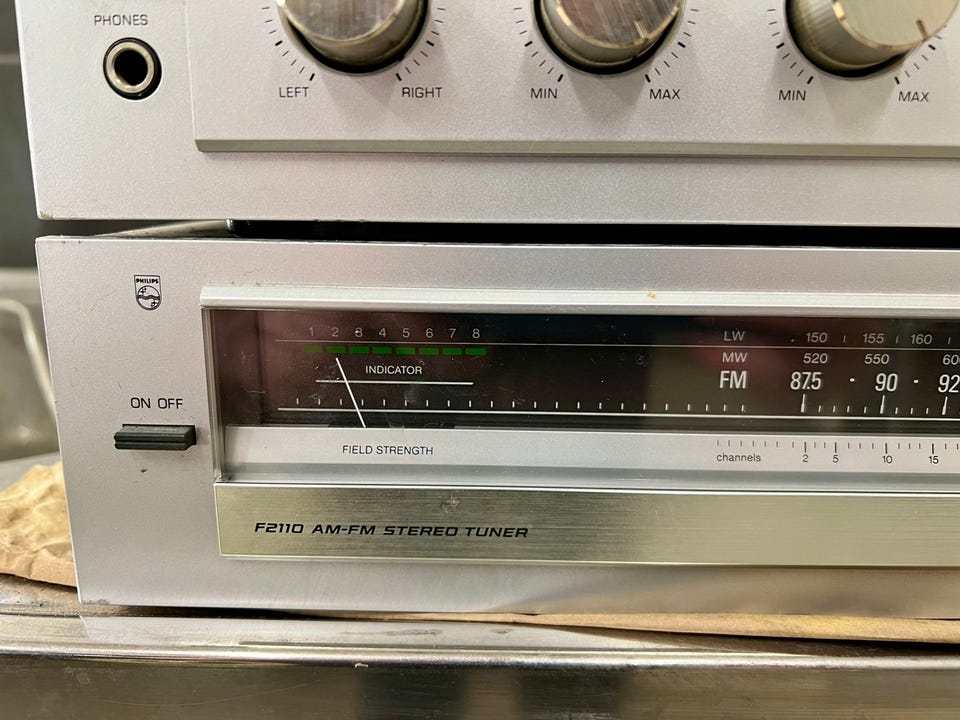 PHONES
LEFT RIGHT
MIN MAX
MIN MAX
PHILIPS
ON OFF
1 2 3 4 5 6 7 8
INDICATOR
FIELD STRENGTH
LW 150 155 160
MW 520 550 600
FM 87.5 90 92
channels 2 5 10 15
F2110 AM-FM STEREO TUNER